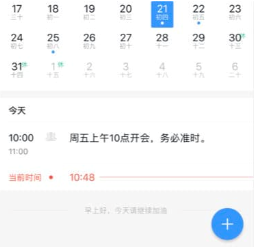 17 18 19 20 21 22 23
三十 初一 初二 初三 初四 初五 初六
24 25 26 27 28 29 30
初七 初八 初九 初十 十一 十二 十三
31 1 2 3 4 5 6
十四 十五 十六 十七 十八 十九 二十
今天
10:00 周五上午10点开会，务必准时。
11:00
当前时间 10:48
早上好，今天请继续加油